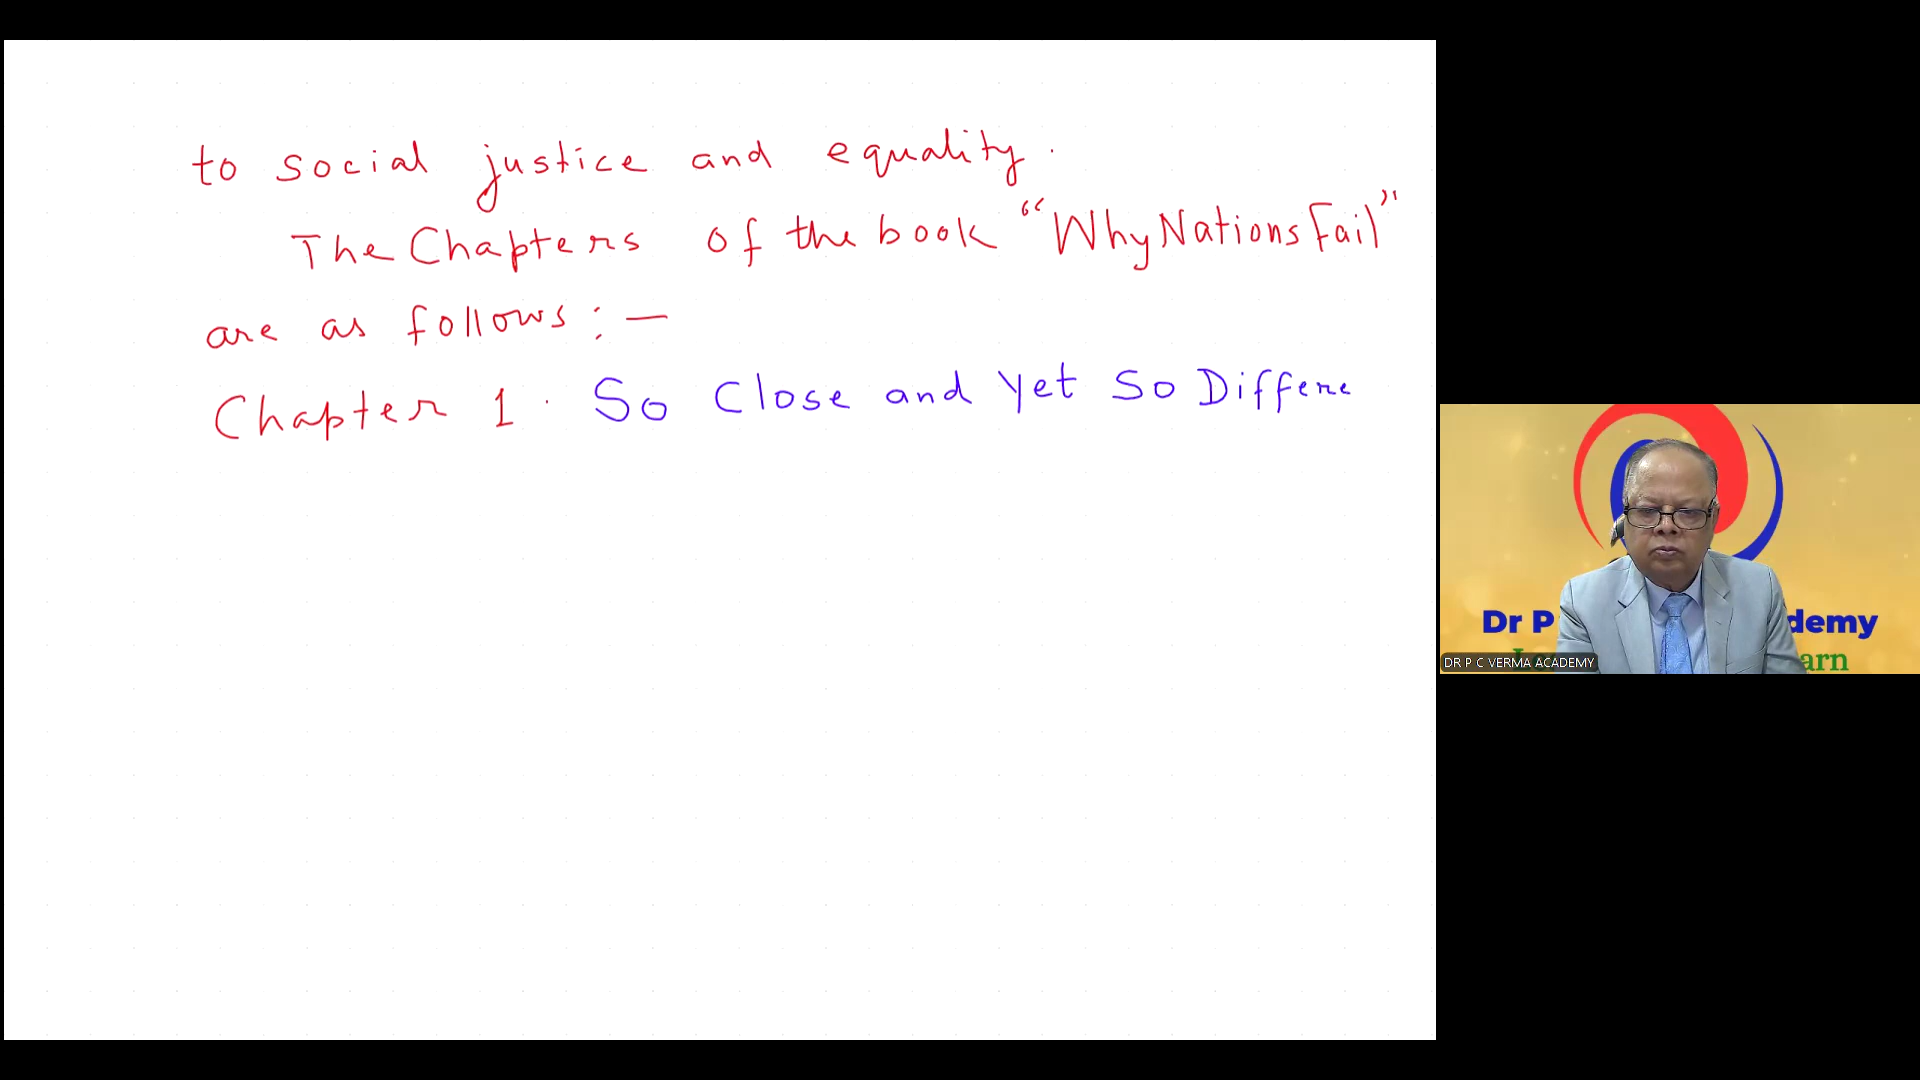 to social justice and equality.
The Chapters of the book "Why Nations Fail"
are as follows : —
Chapter 1. So Close and Yet So Differe
Dr P
demy
arn
DR P C VERMA ACADEMY